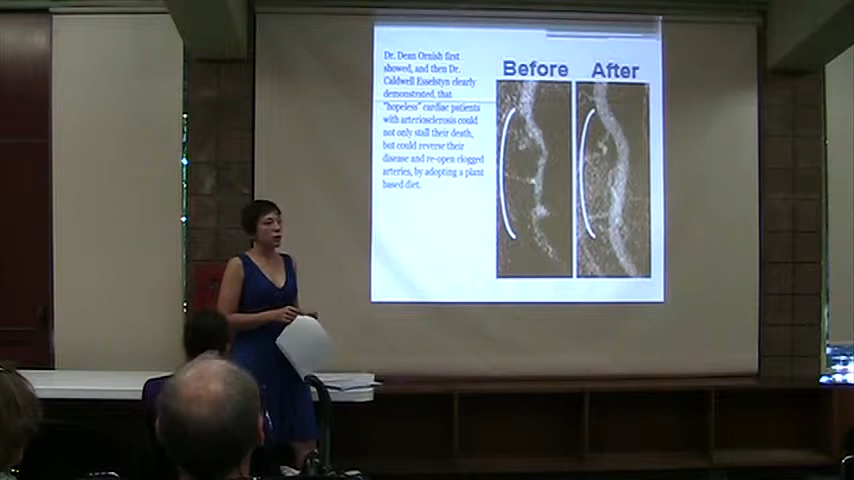 Dr. Dean Ornish first
showed, and then Dr.
Caldwell Esselstyn clearly
demonstrated, that
"hopeless" cardiac patients
with arteriosclerosis could
not only stall their death,
but could reverse their
disease and re-open clogged
arteries, by adopting a plant
based diet.
Before After